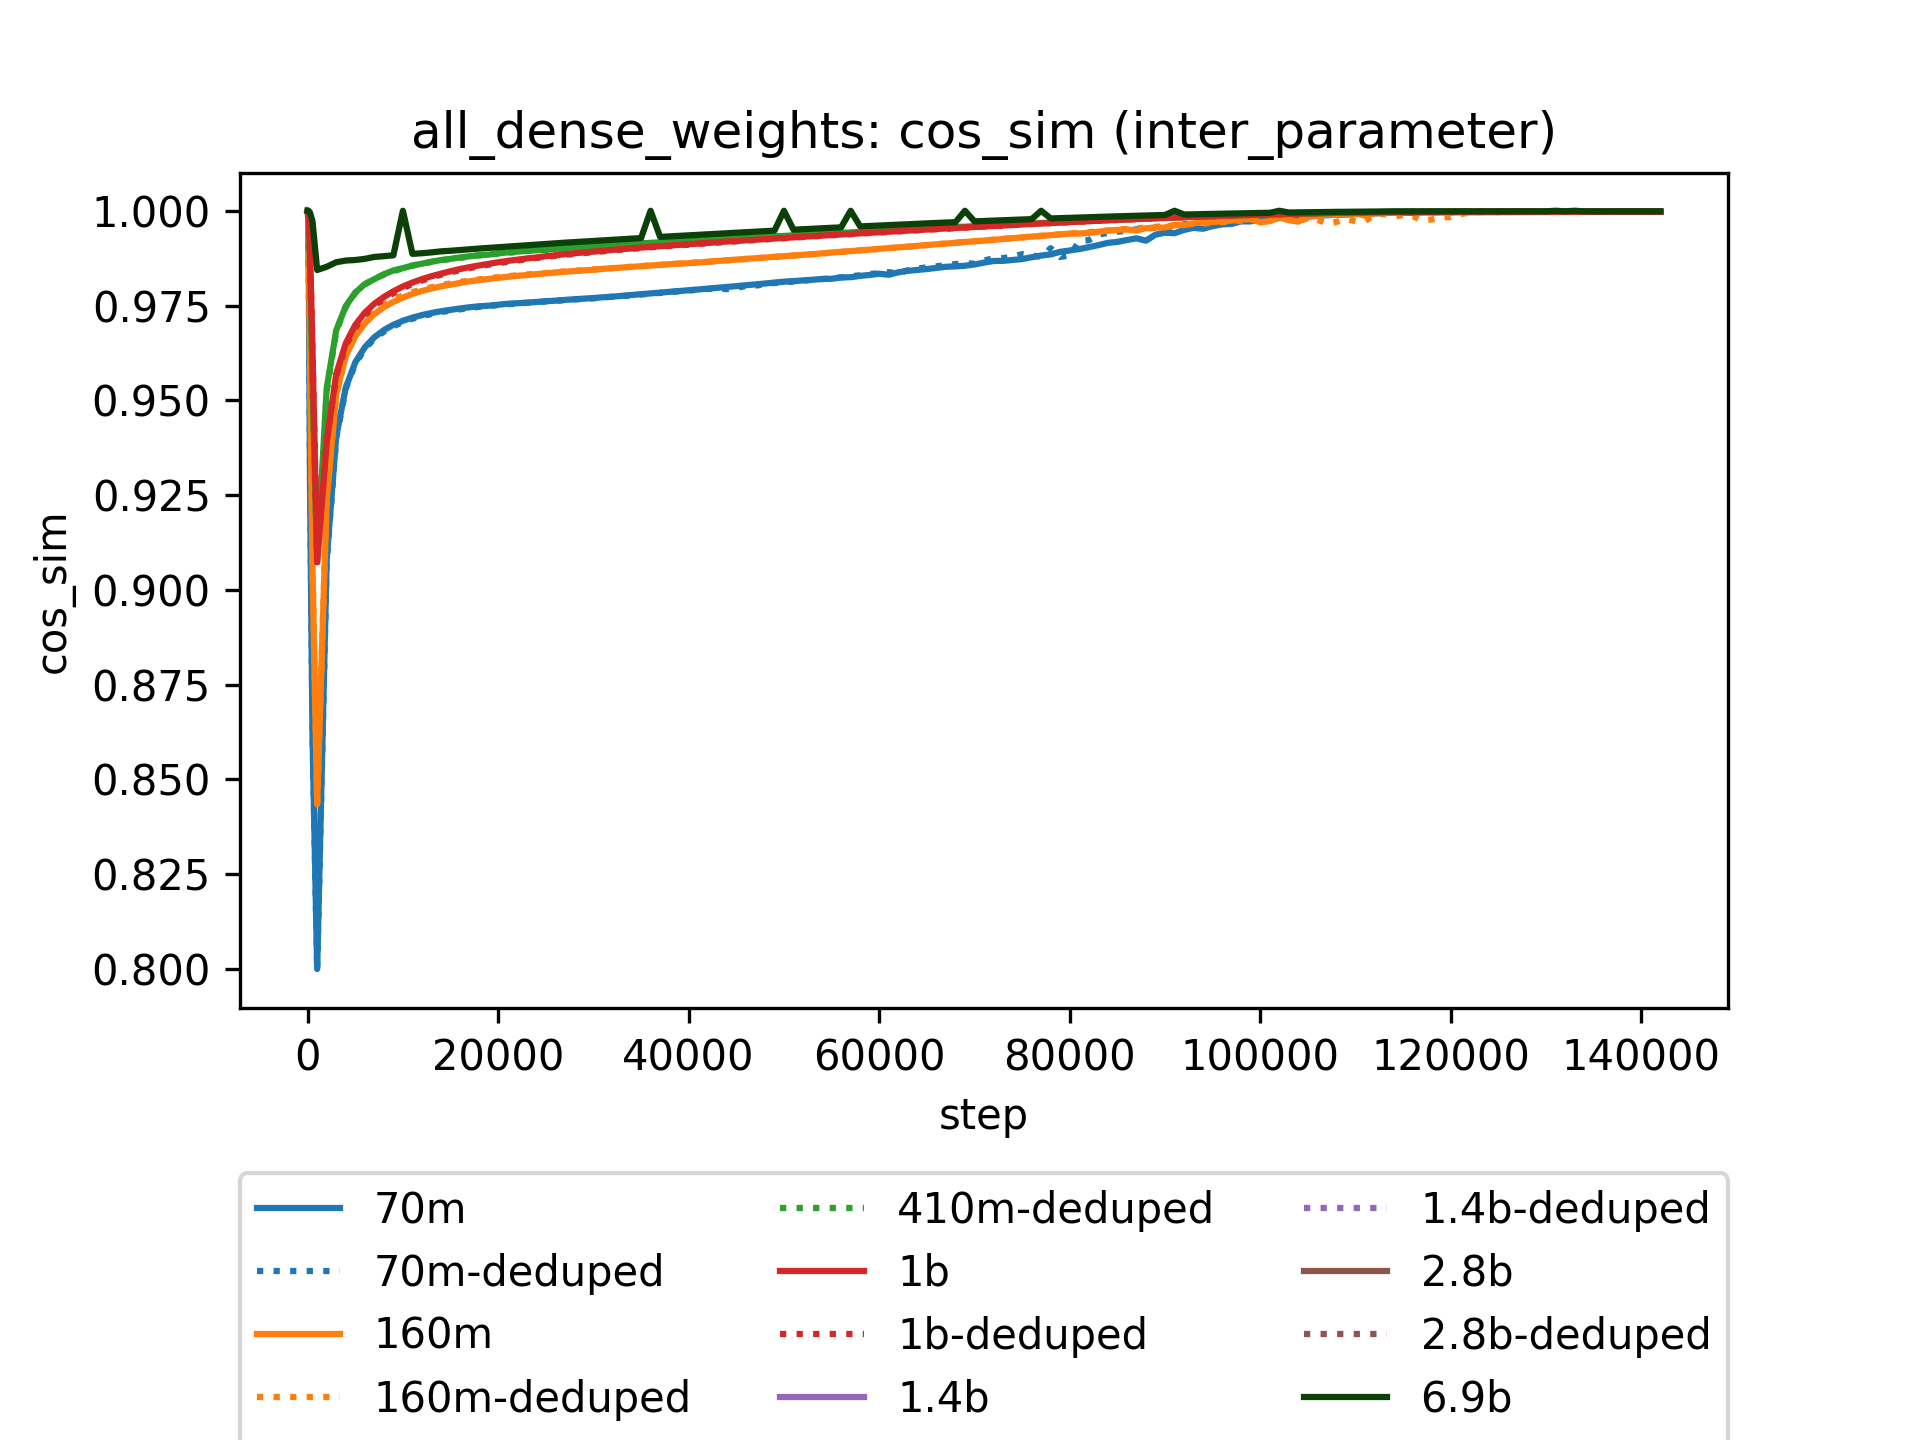 all_dense_weights: cos_sim (inter_parameter)
cos_sim
1.000
0.975
0.950
0.925
0.900
0.875
0.850
0.825
0.800
0 20000 40000 60000 80000 100000 120000 140000
step
70m 410m-deduped 1.4b-deduped
70m-deduped 1b 2.8b
160m 1b-deduped 2.8b-deduped
160m-deduped 1.4b 6.9b